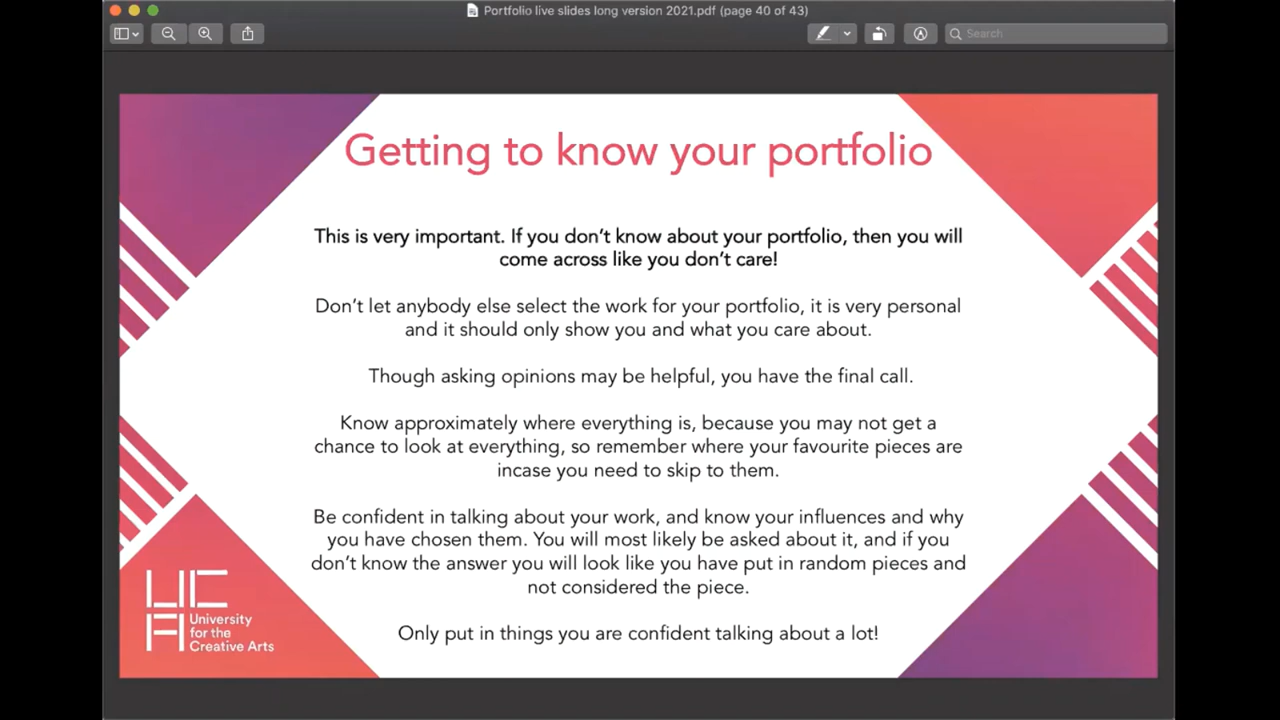 Portfolio live slides long version 2021.pdf (page 40 of 43)
Search
Getting to know your portfolio
This is very important. If you don't know about your portfolio, then you will
come across like you don't care!
Don't let anybody else select the work for your portfolio, it is very personal
and it should only show you and what you care about.
Though asking opinions may be helpful, you have the final call.
Know approximately where everything is, because you may not get a
chance to look at everything, so remember where your favourite pieces are
incase you need to skip to them.
Be confident in talking about your work, and know your influences and why
you have chosen them. You will most likely be asked about it, and if you
don't know the answer you will look like you have put in random pieces and
not considered the piece.
Only put in things you are confident talking about a lot!
UC
A University
for the
Creative Arts